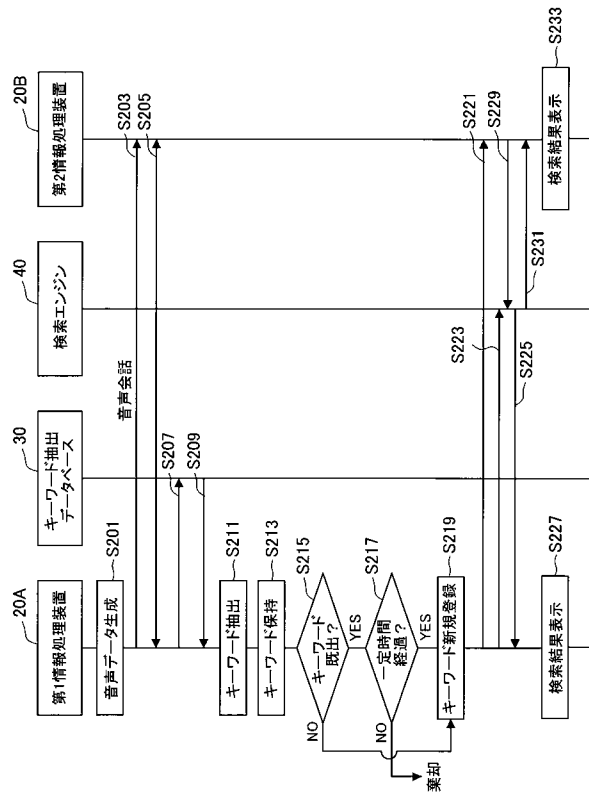 20A
第1情報処理装置
30
キーワード抽出
データベース
40
検索エンジン
20B
第2情報処理装置
音声データ生成
S201
音声会話
S203
S205
S207
S209
キーワード抽出
S211
キーワード保持
S213
キーワード
既出?
S215
NO
YES
一定時間
経過?
S217
NO
YES
棄却
キーワード新規登録
S219
S221
S223
S225
S229
S231
検索結果表示
S227
検索結果表示
S233